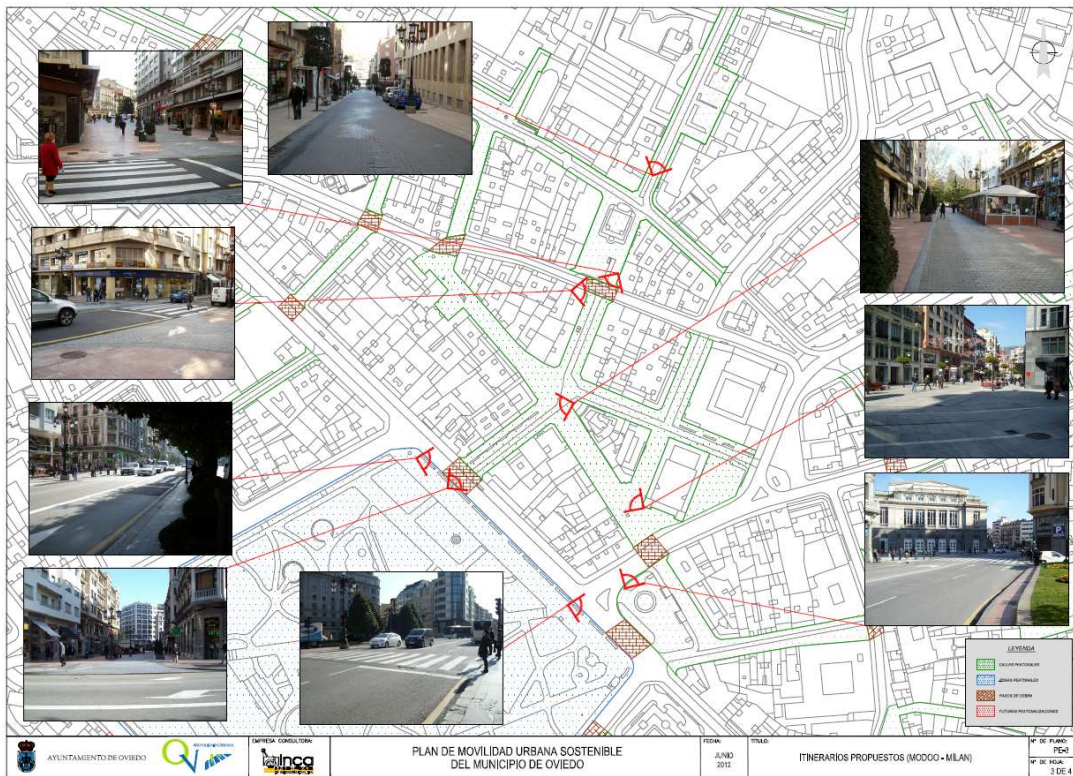 LEYENDA
CALLES PEATONALES
ZONAS PEATONALES
PASOS DE CEBRA
FUTURAS PEATONALIZACIONES
AYUNTAMIENTO DE OVIEDO
EMPRESA CONSULTORA:
inca
PLAN DE MOVILIDAD URBANA SOSTENIBLE
DEL MUNICIPIO DE OVIEDO
FECHA:
JUNIO
2012
TITULO:
ITINERARIOS PROPUESTOS (MODOO - MILAN)
Nº DE PLANO:
Nº DE HOJA:
3 DE 4